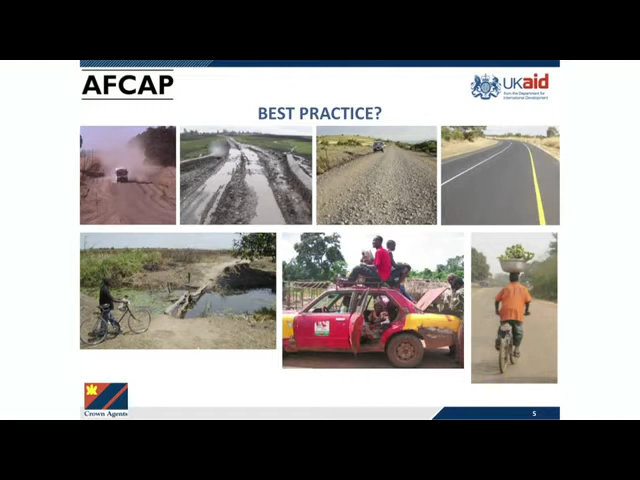 AFCAP
UKaid
from the Department for
International Development
BEST PRACTICE?
Crown Agents
5